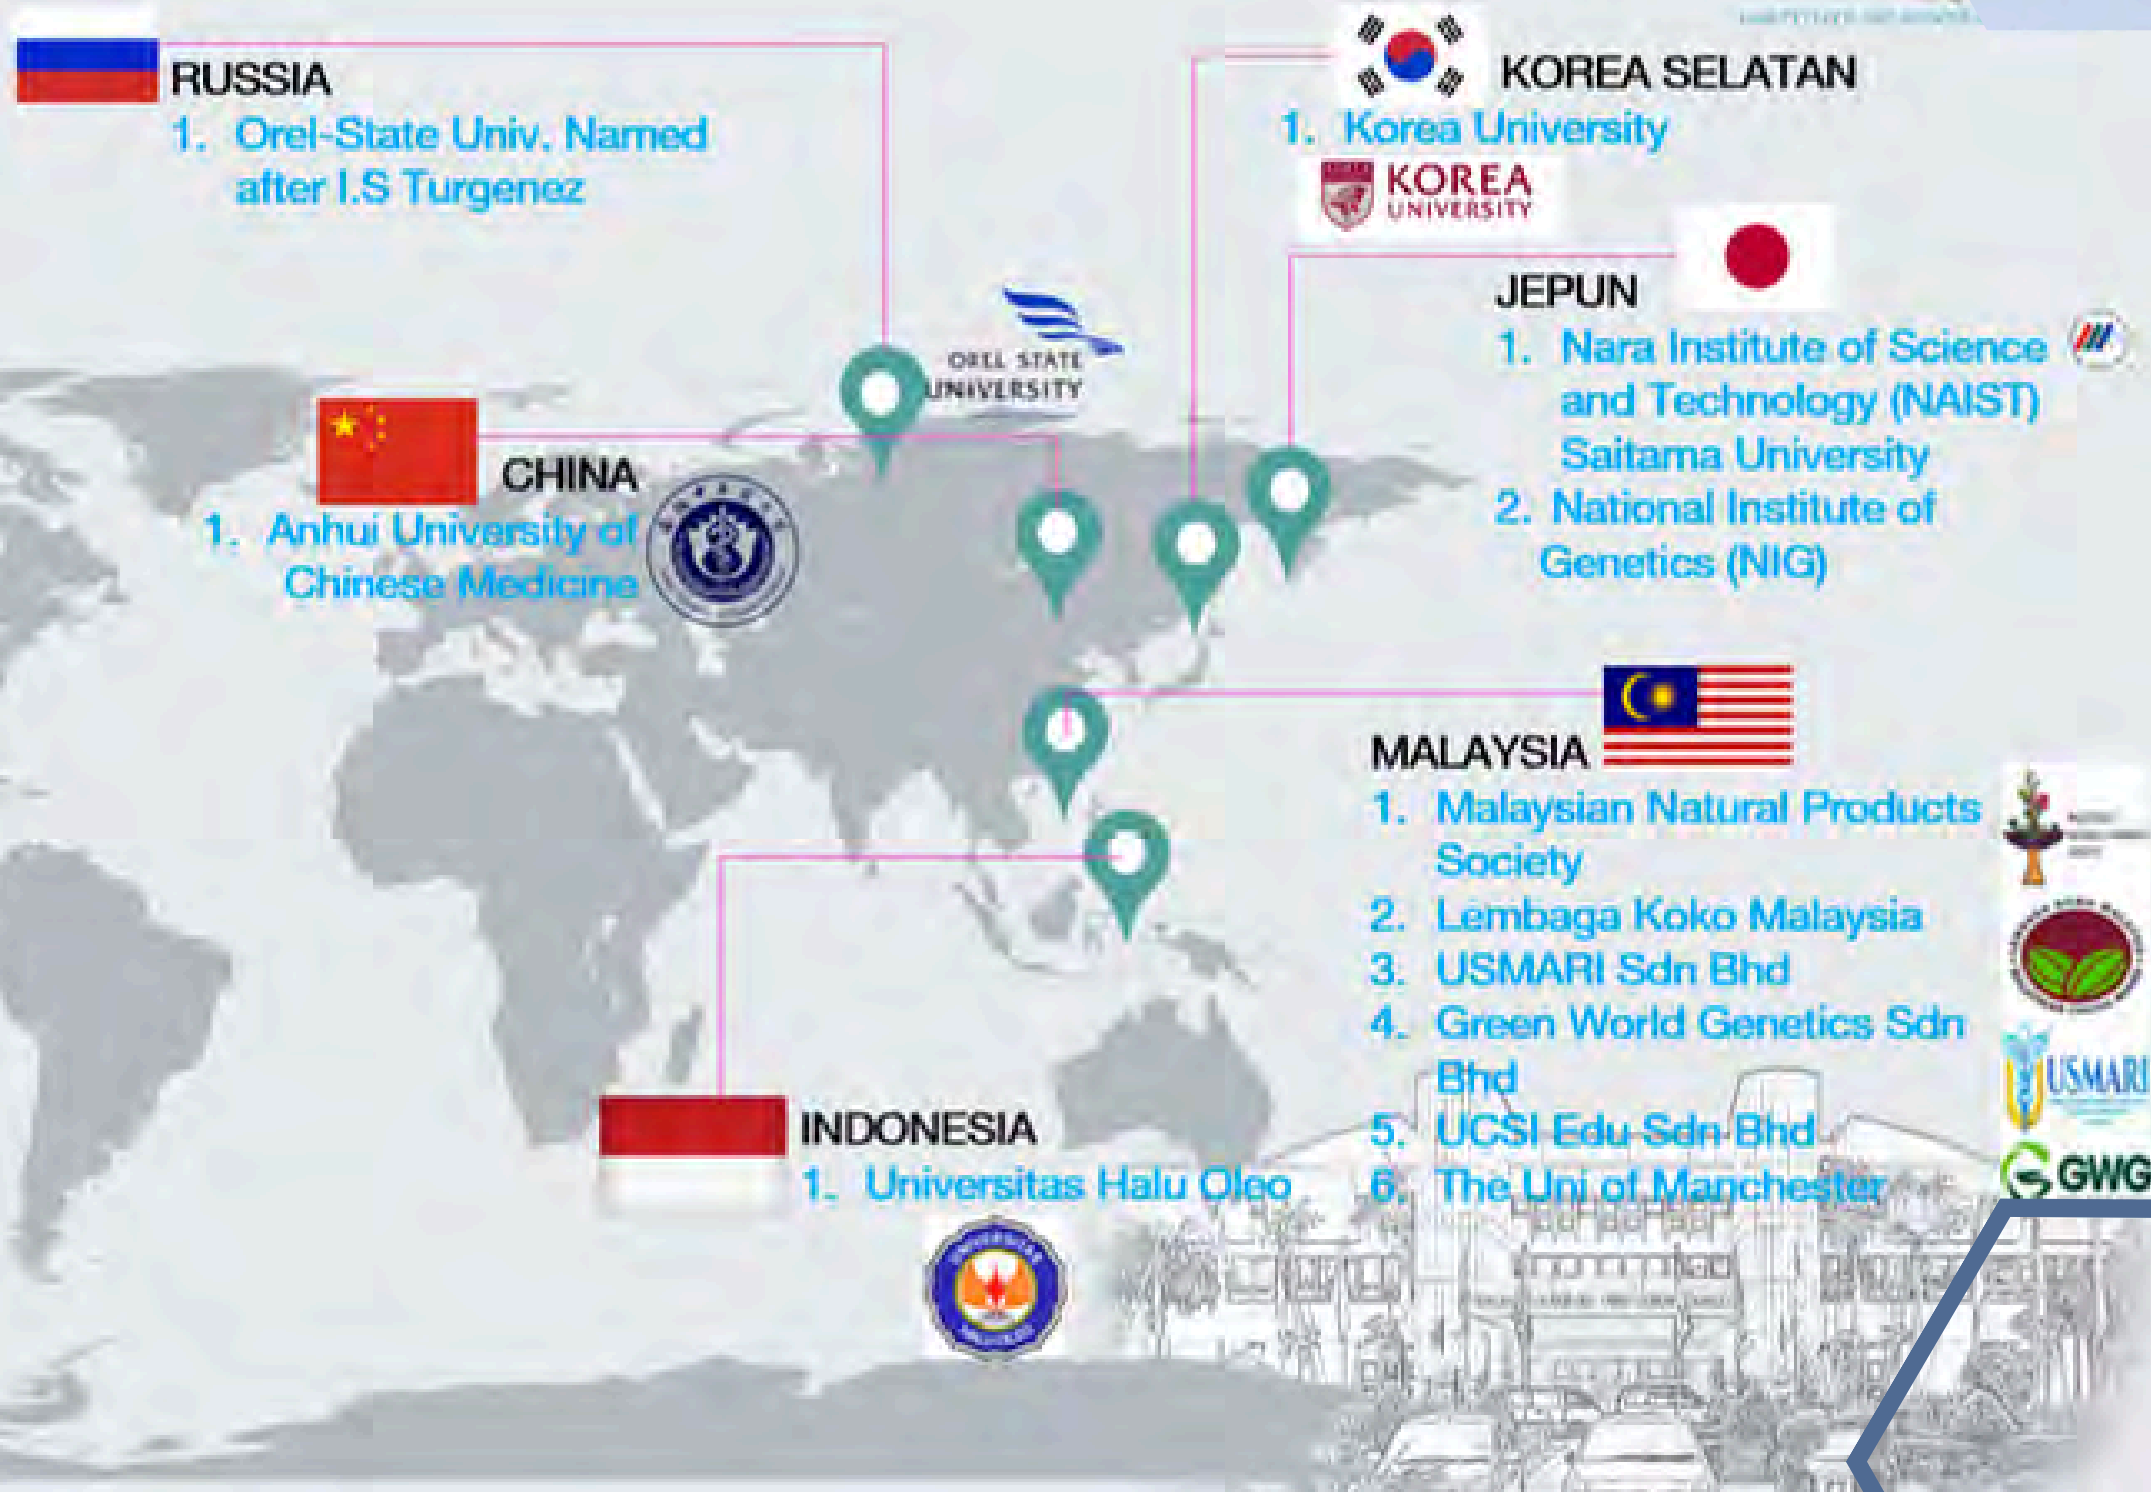 RUSSIA
1. Orel-State Univ. Named
after I.S Turgenez
KOREA SELATAN
1. Korea University
KOREA
UNIVERSITY
JEPUN
1. Nara Institute of Science
and Technology (NAIST)
Saitama University
2. National Institute of
Genetics (NIG)
OREL STATE
UNIVERSITY
CHINA
1. Anhui University of
Chinese Medicine
MALAYSIA
1. Malaysian Natural Products
Society
2. Lembaga Koko Malaysia
3. USMARI Sdn Bhd
4. Green World Genetics Sdn
Bhd
5. UCSI Edu Sdn Bhd
6. The Uni of Manchester
USMARI
GWG
INDONESIA
1. Universitas Halu Oleo
UNIVERSITAS
HALUOLEO